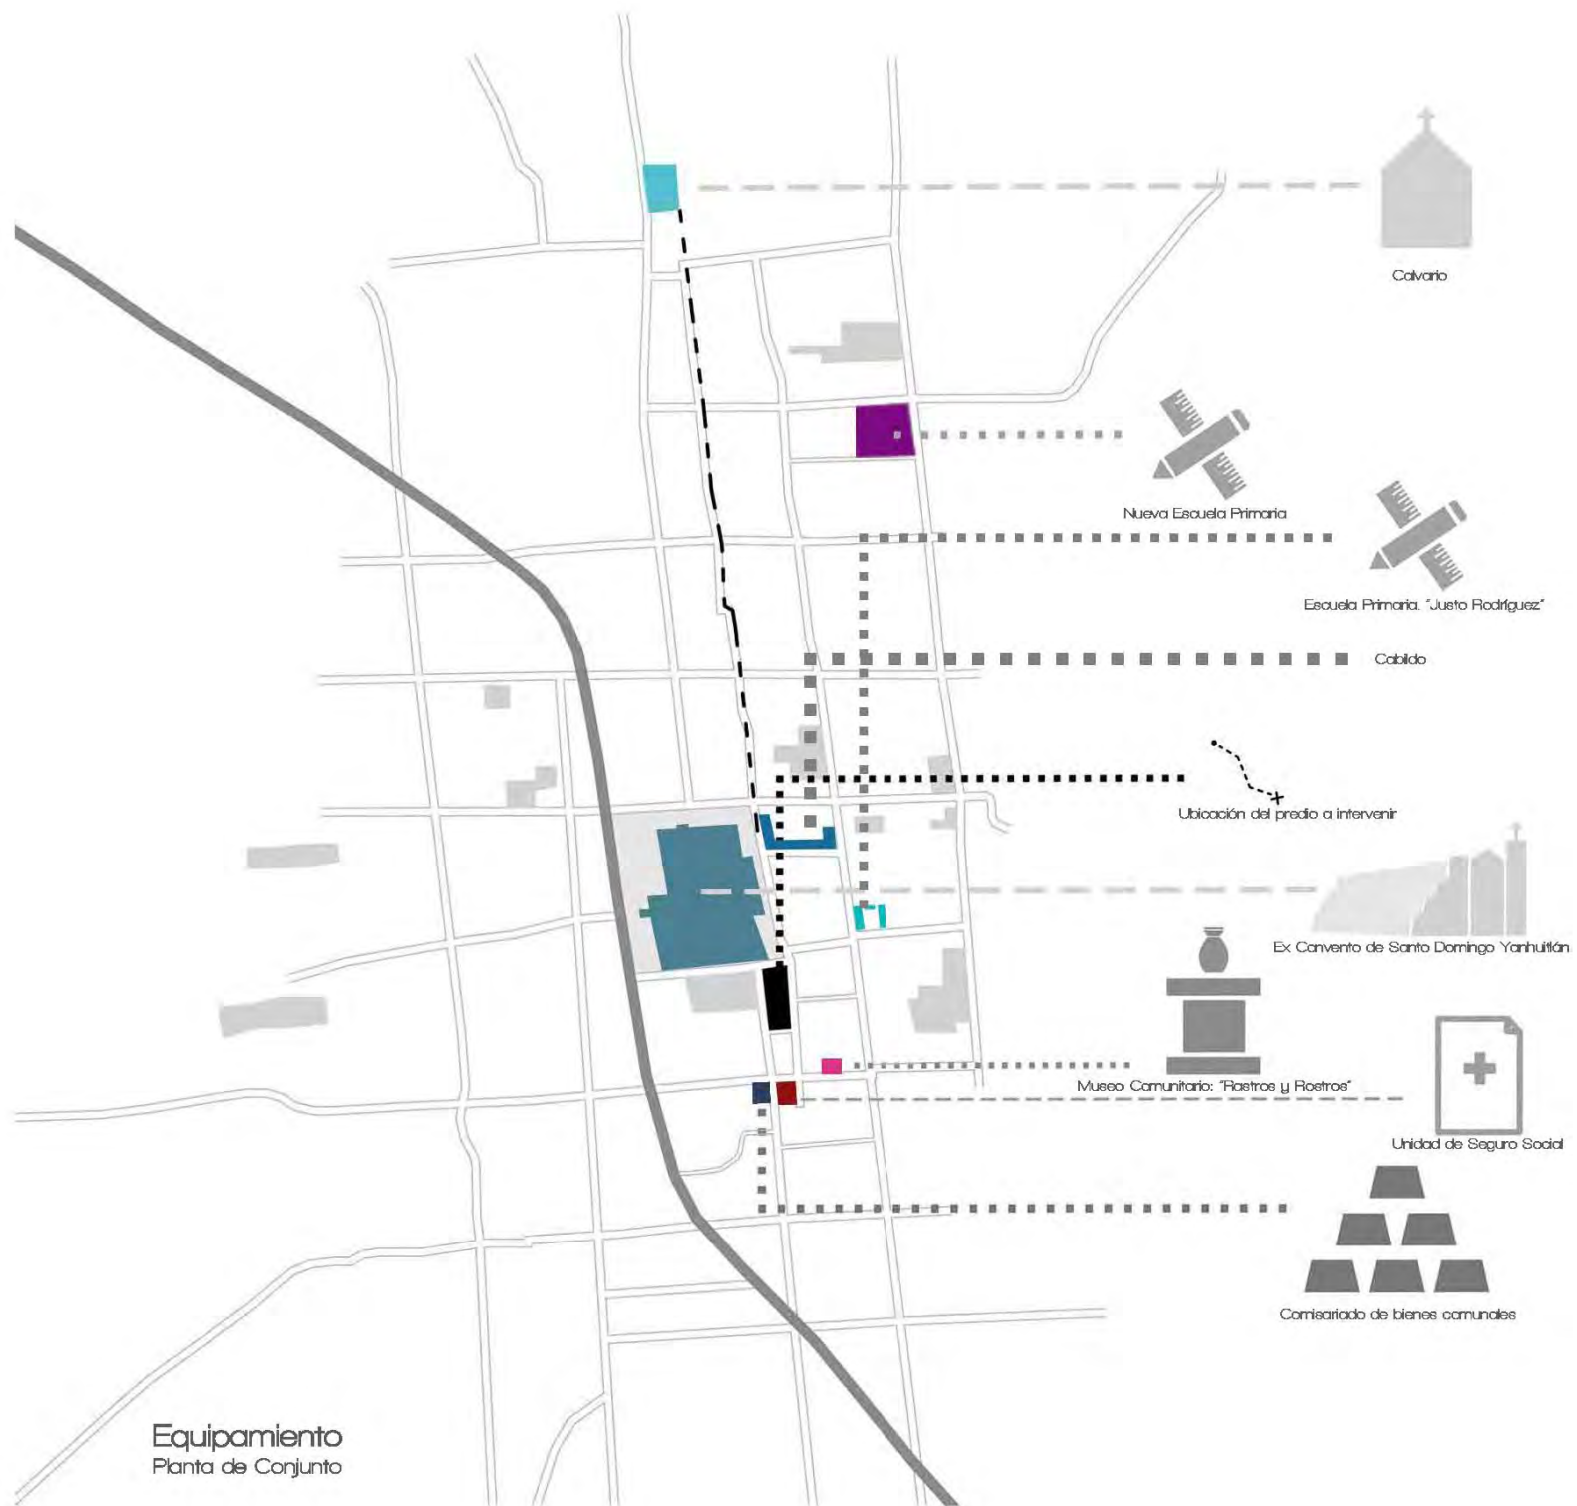 Calvario
Nueva Escuela Primaria
Escuela Primaria. "Justo Rodríguez"
Cabildo
Ubicación del predio a intervenir
Ex Convento de Santo Domingo Yanhuitlán
Museo Comunitario: "Rastros y Rostros"
Unidad de Seguro Social
Comisariado de bienes comunales
Equipamiento
Planta de Conjunto